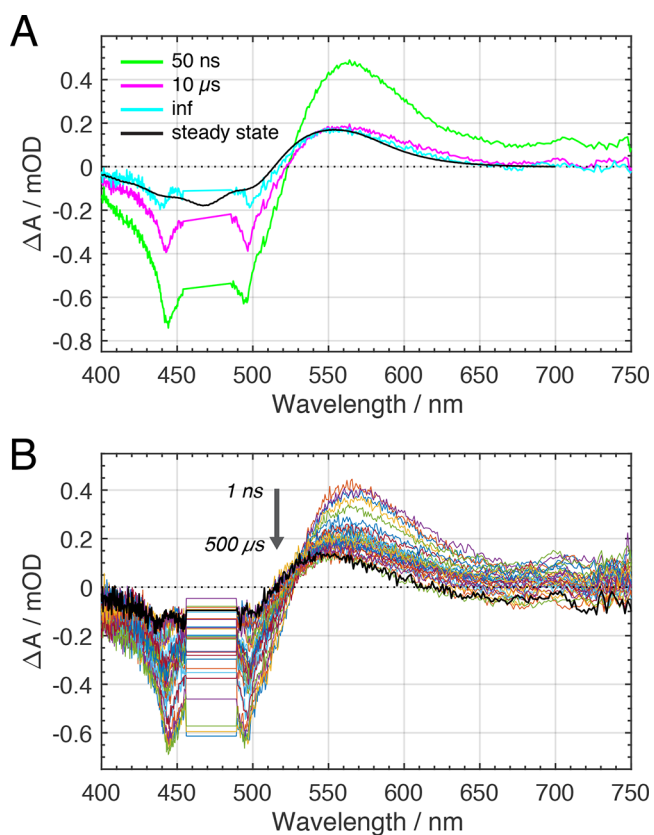 A
0.4
0.2
0
-0.2
-0.4
-0.6
-0.8
ΔA / mOD
50 ns
10 µs
inf
steady state
400 450 500 550 600 650 700 750
Wavelength / nm
B
0.4
0.2
0
-0.2
-0.4
-0.6
ΔA / mOD
1 ns
500 µs
400 450 500 550 600 650 700 750
Wavelength / nm